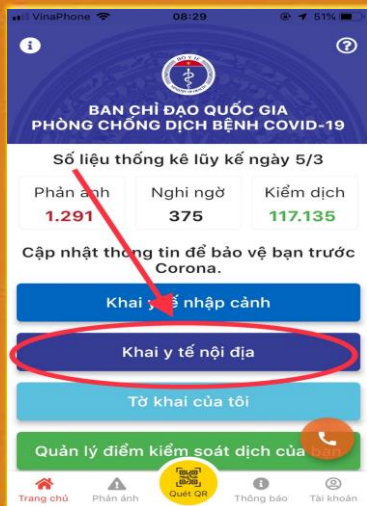 VinaPhone 08:29 51%
BAN CHỈ ĐẠO QUỐC GIA
PHÒNG CHỐNG DỊCH BỆNH COVID-19
Số liệu thống kê lũy kế ngày 5/3
Phản ánh Nghi ngờ Kiểm dịch
1.291 375 117.135
Cập nhật thông tin để bảo vệ bạn trước
Corona.
Khai y tế nhập cảnh
Khai y tế nội địa
Tờ khai của tôi
Quản lý điểm kiểm soát dịch của bạn
Trang chủ Phản ánh Quét QR Thông báo Tài khoản